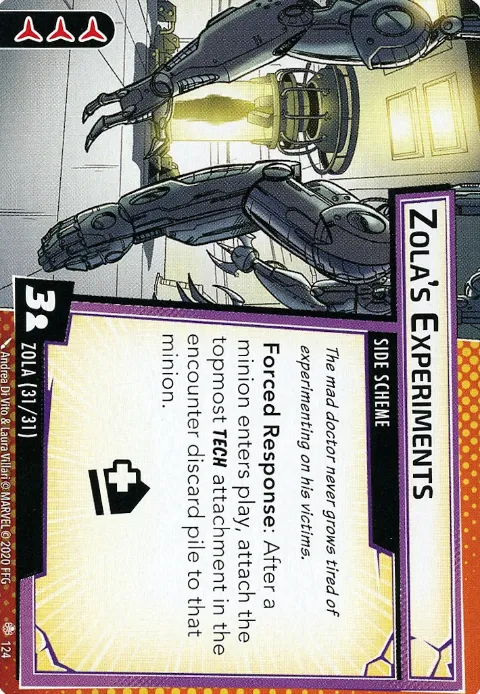 ZOLA'S EXPERIMENTS
SIDE SCHEME
The mad doctor never grows tired of
experimenting on his victims.
Forced Response: After a
minion enters play, attach the
topmost TECH attachment in the
encounter discard pile to that
minion.
3
ZOLA (31/31)
Andrea Di Vito & Laura Villari © MARVEL © 2020 FFG
124